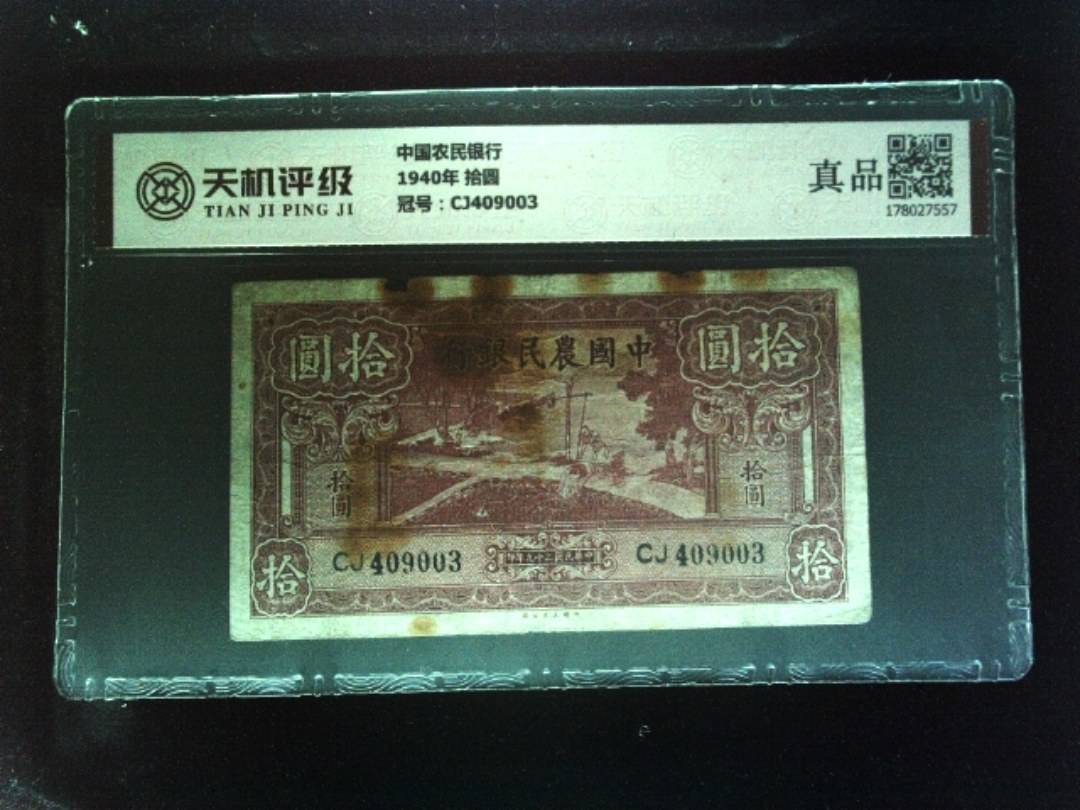 天机评级
TIAN JI PING JI
中国农民银行
1940年 拾圆
冠号：CJ409003
真品
178027557
圓拾
行銀民農國中
圓拾
拾圓
拾圓
CJ409003
CJ409003
拾
拾